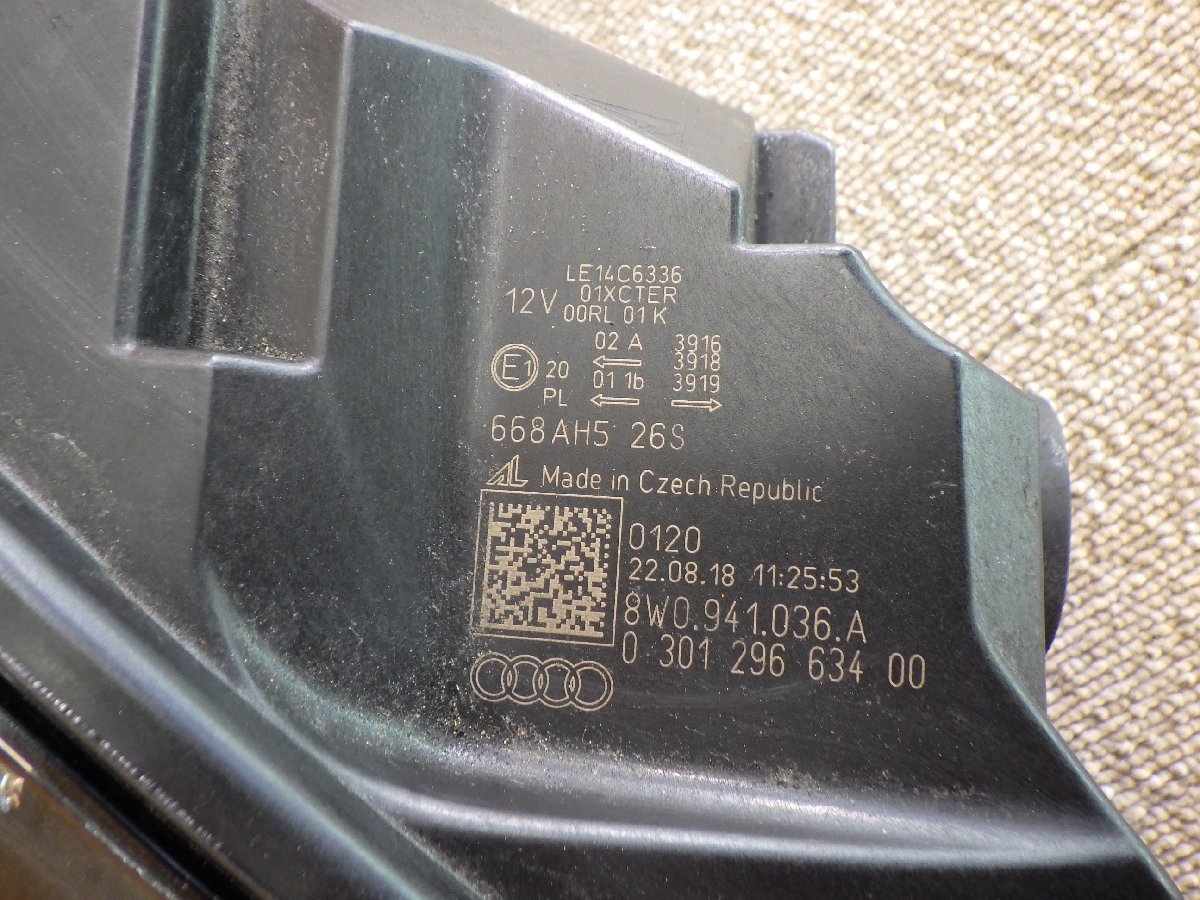 LE14C6336
12V 01XCTER
00RL 01K
02 A 3916
← 3918
E1 20 01 1b 3919
PL ← →
668AH5 26S
AL Made in Czech Republic
0120
22.08.18 11:25:53
8W0.941.036.A
0 301 296 634 00